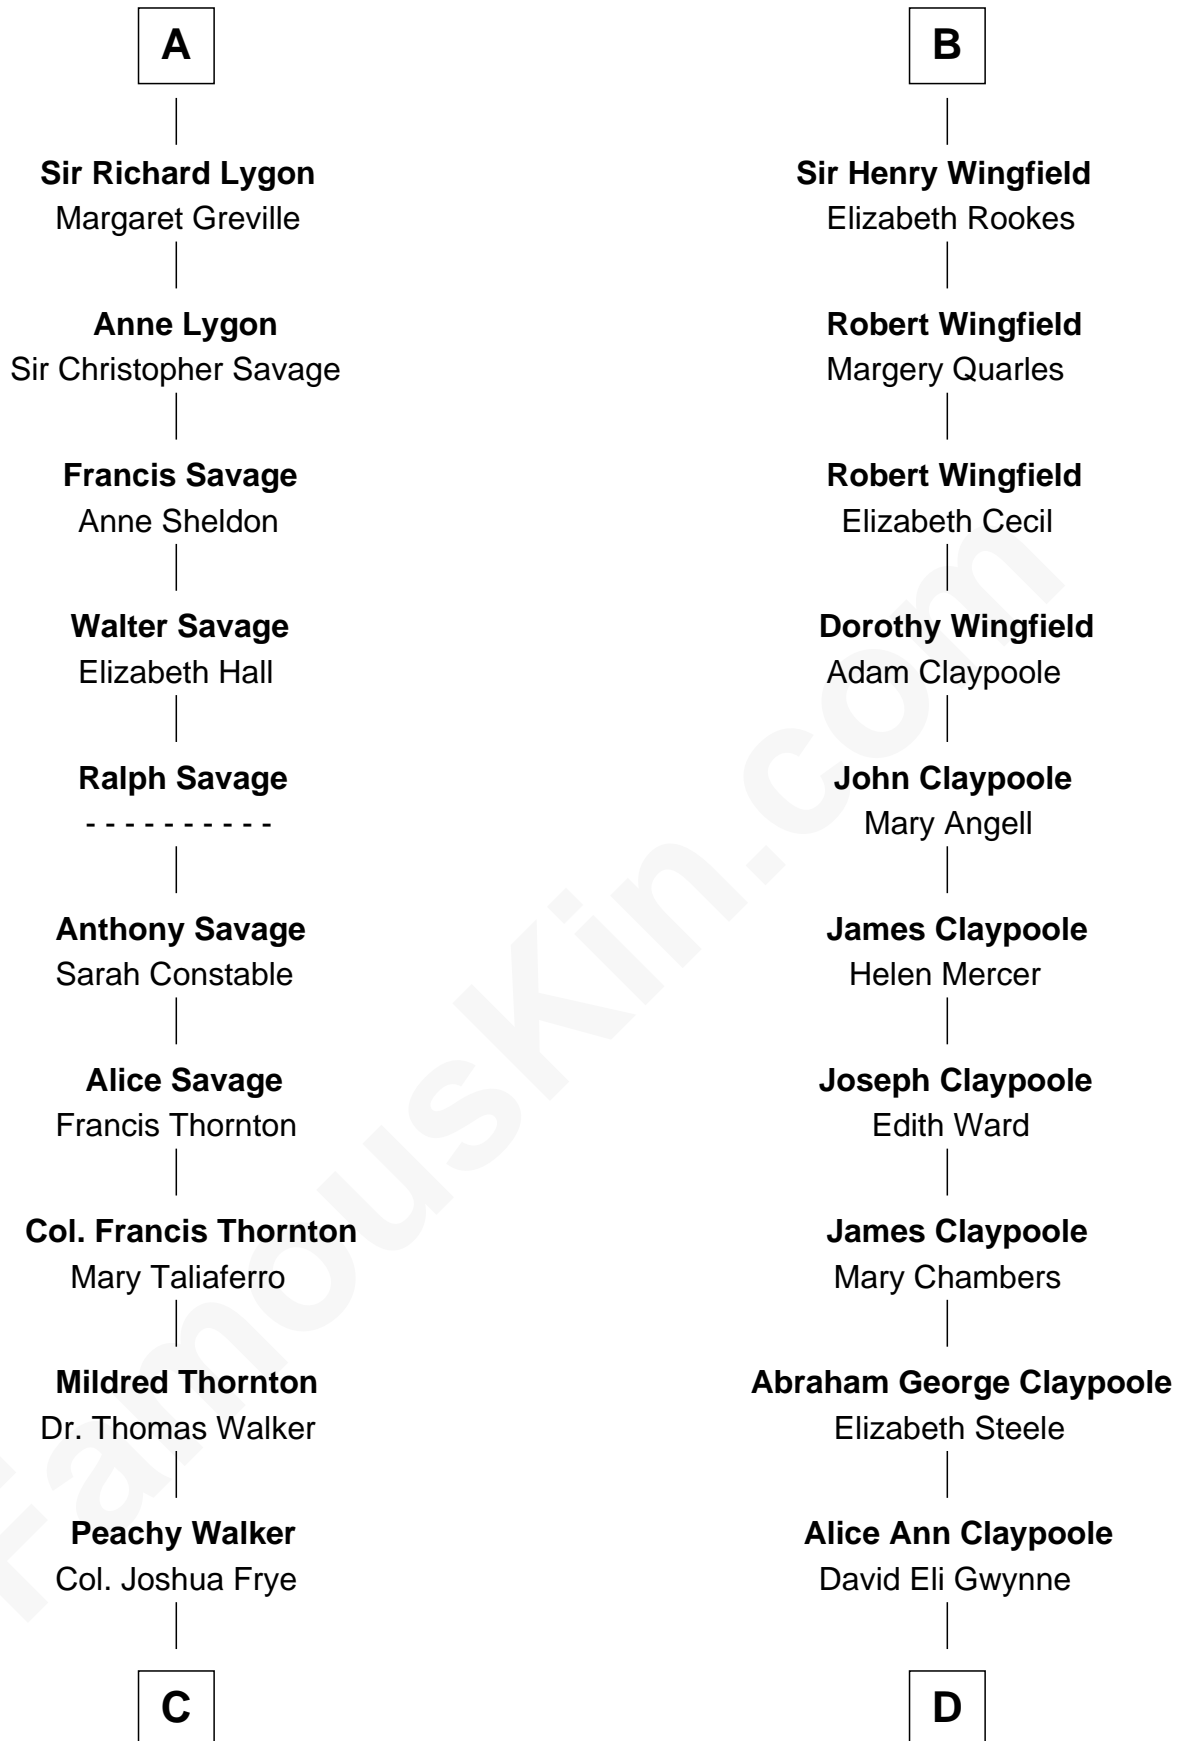 A
Sir Richard Lygon
Margaret Greville
Anne Lygon
Sir Christopher Savage
Francis Savage
Anne Sheldon
Walter Savage
Elizabeth Hall
Ralph Savage
- - - - - - - - - -
Anthony Savage
Sarah Constable
Alice Savage
Francis Thornton
Col. Francis Thornton
Mary Taliaferro
Mildred Thornton
Dr. Thomas Walker
Peachy Walker
Col. Joshua Frye
C
B
Sir Henry Wingfield
Elizabeth Rookes
Robert Wingfield
Margery Quarles
Robert Wingfield
Elizabeth Cecil
Dorothy Wingfield
Adam Claypoole
John Claypoole
Mary Angell
James Claypoole
Helen Mercer
Joseph Claypoole
Edith Ward
James Claypoole
Mary Chambers
Abraham George Claypoole
Elizabeth Steele
Alice Ann Claypoole
David Eli Gwynne
D
FamousKin.com